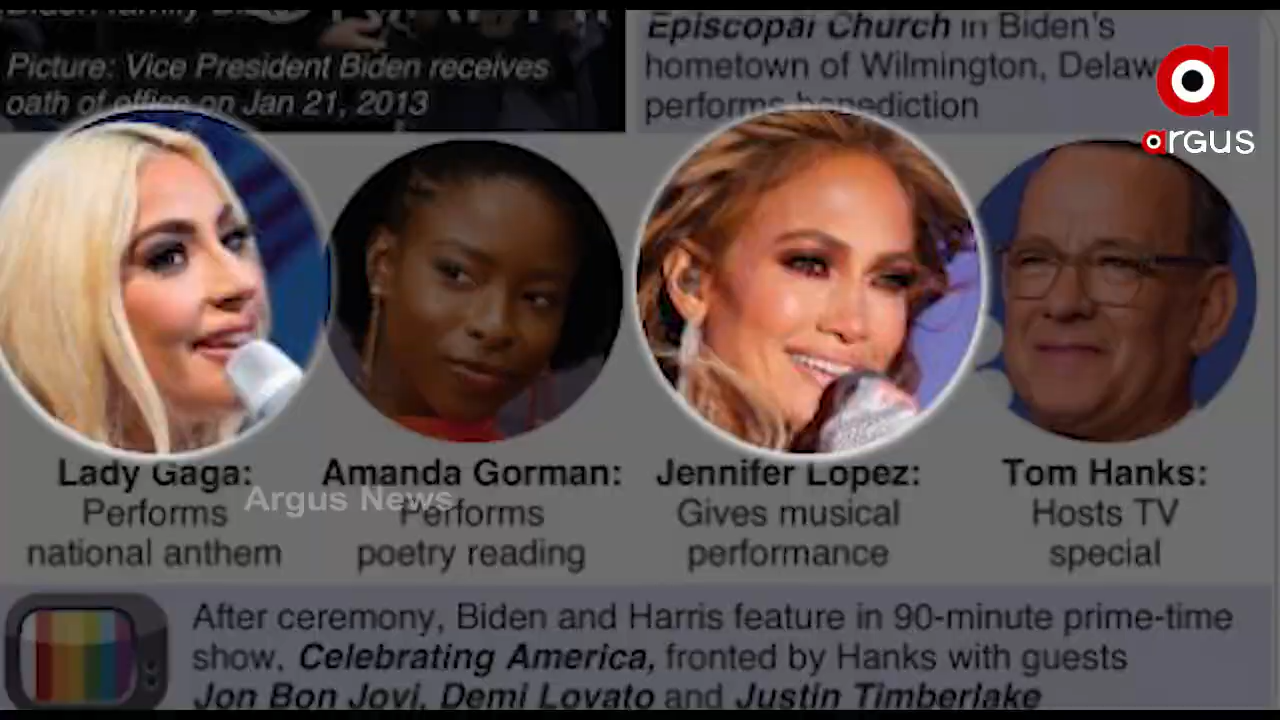 Picture: Vice President Biden receives
oath of office on Jan 21, 2013
Episcopal Church in Biden's
hometown of Wilmington, Delaw
performs benediction
argus
Lady Gaga:
Performs
national anthem
Amanda Gorman:
Performs
poetry reading
Jennifer Lopez:
Gives musical
performance
Tom Hanks:
Hosts TV
special
Argus News
After ceremony, Biden and Harris feature in 90-minute prime-time
show, Celebrating America, fronted by Hanks with guests
Jon Bon Jovi, Demi Lovato and Justin Timberlake